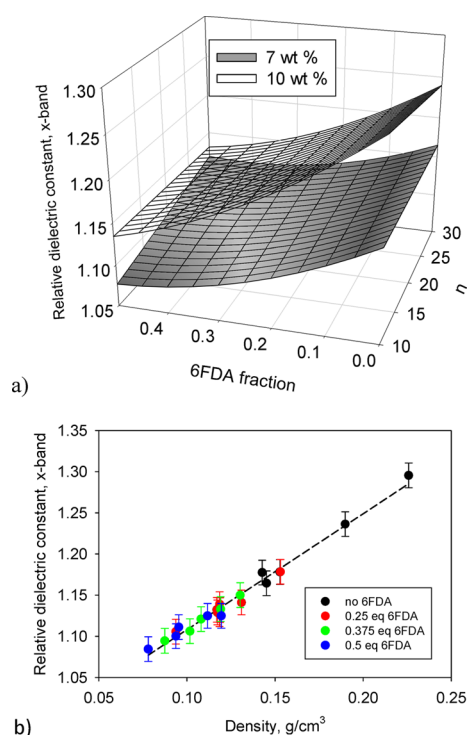 7 wt %
10 wt %
Relative dielectric constant, x-band
1.30
1.25
1.20
1.15
1.10
1.05
0.4
0.3
0.2
0.1
0.0
6FDA fraction
30
25
20
15
10
n
a)
Relative dielectric constant, x-band
1.35
1.30
1.25
1.20
1.15
1.10
1.05
no 6FDA
0.25 eq 6FDA
0.375 eq 6FDA
0.5 eq 6FDA
0.05 0.10 0.15 0.20 0.25
Density, g/cm³
b)